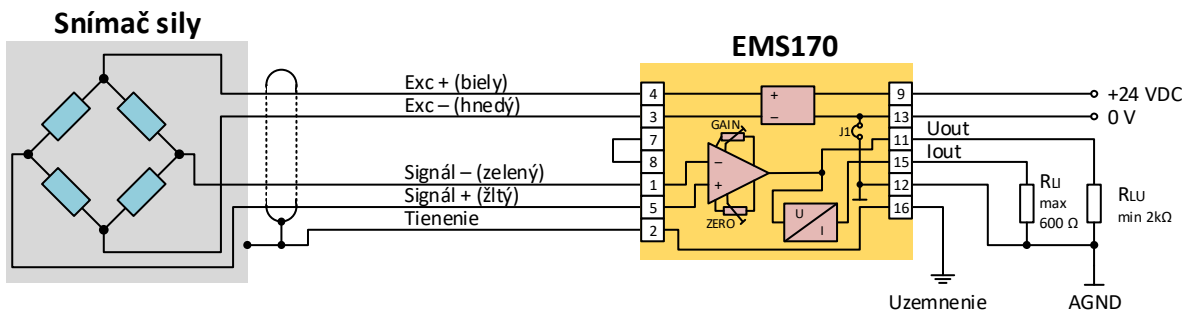 Snímač sily
EMS170
Exc + (biely)
Exc – (hnedý)
Signál – (zelený)
Signál + (žltý)
Tienenie
4
3
7
8
1
5
2
+
–
GAIN
–
+
ZERO
U
I
J1
9
13
11
15
12
16
+24 VDC
0 V
Uout
Iout
RLI
max
600 Ω
RLU
min 2kΩ
Uzemnenie
AGND